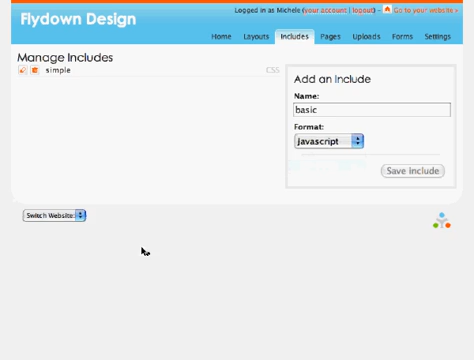 Logged in as Michele (your account | logout) - Go to your website >
Flydown Design
Home Layouts Includes Pages Uploads Forms Settings
Manage Includes
simple CSS
Add an Include
Name:
basic
Format:
javascript
Save Include
Switch Website: